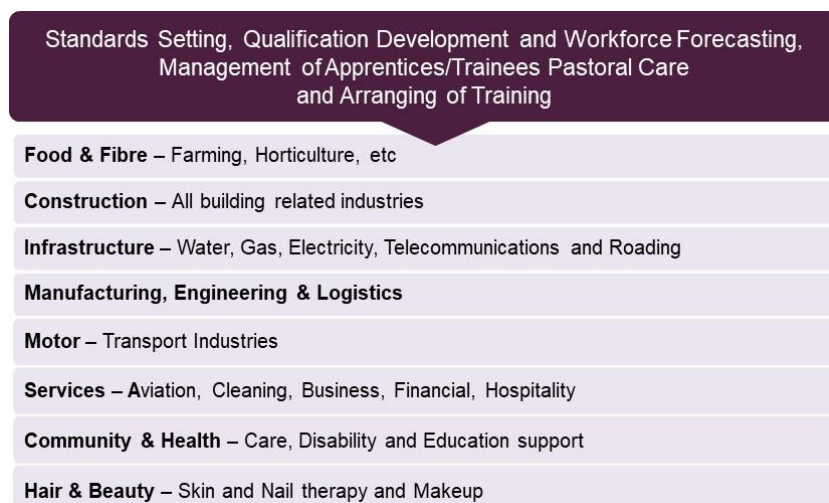 Standards Setting, Qualification Development and Workforce Forecasting,
Management of Apprentices/Trainees Pastoral Care
and Arranging of Training
Food & Fibre – Farming, Horticulture, etc
Construction – All building related industries
Infrastructure – Water, Gas, Electricity, Telecommunications and Roading
Manufacturing, Engineering & Logistics
Motor – Transport Industries
Services – Aviation, Cleaning, Business, Financial, Hospitality
Community & Health – Care, Disability and Education support
Hair & Beauty – Skin and Nail therapy and Makeup